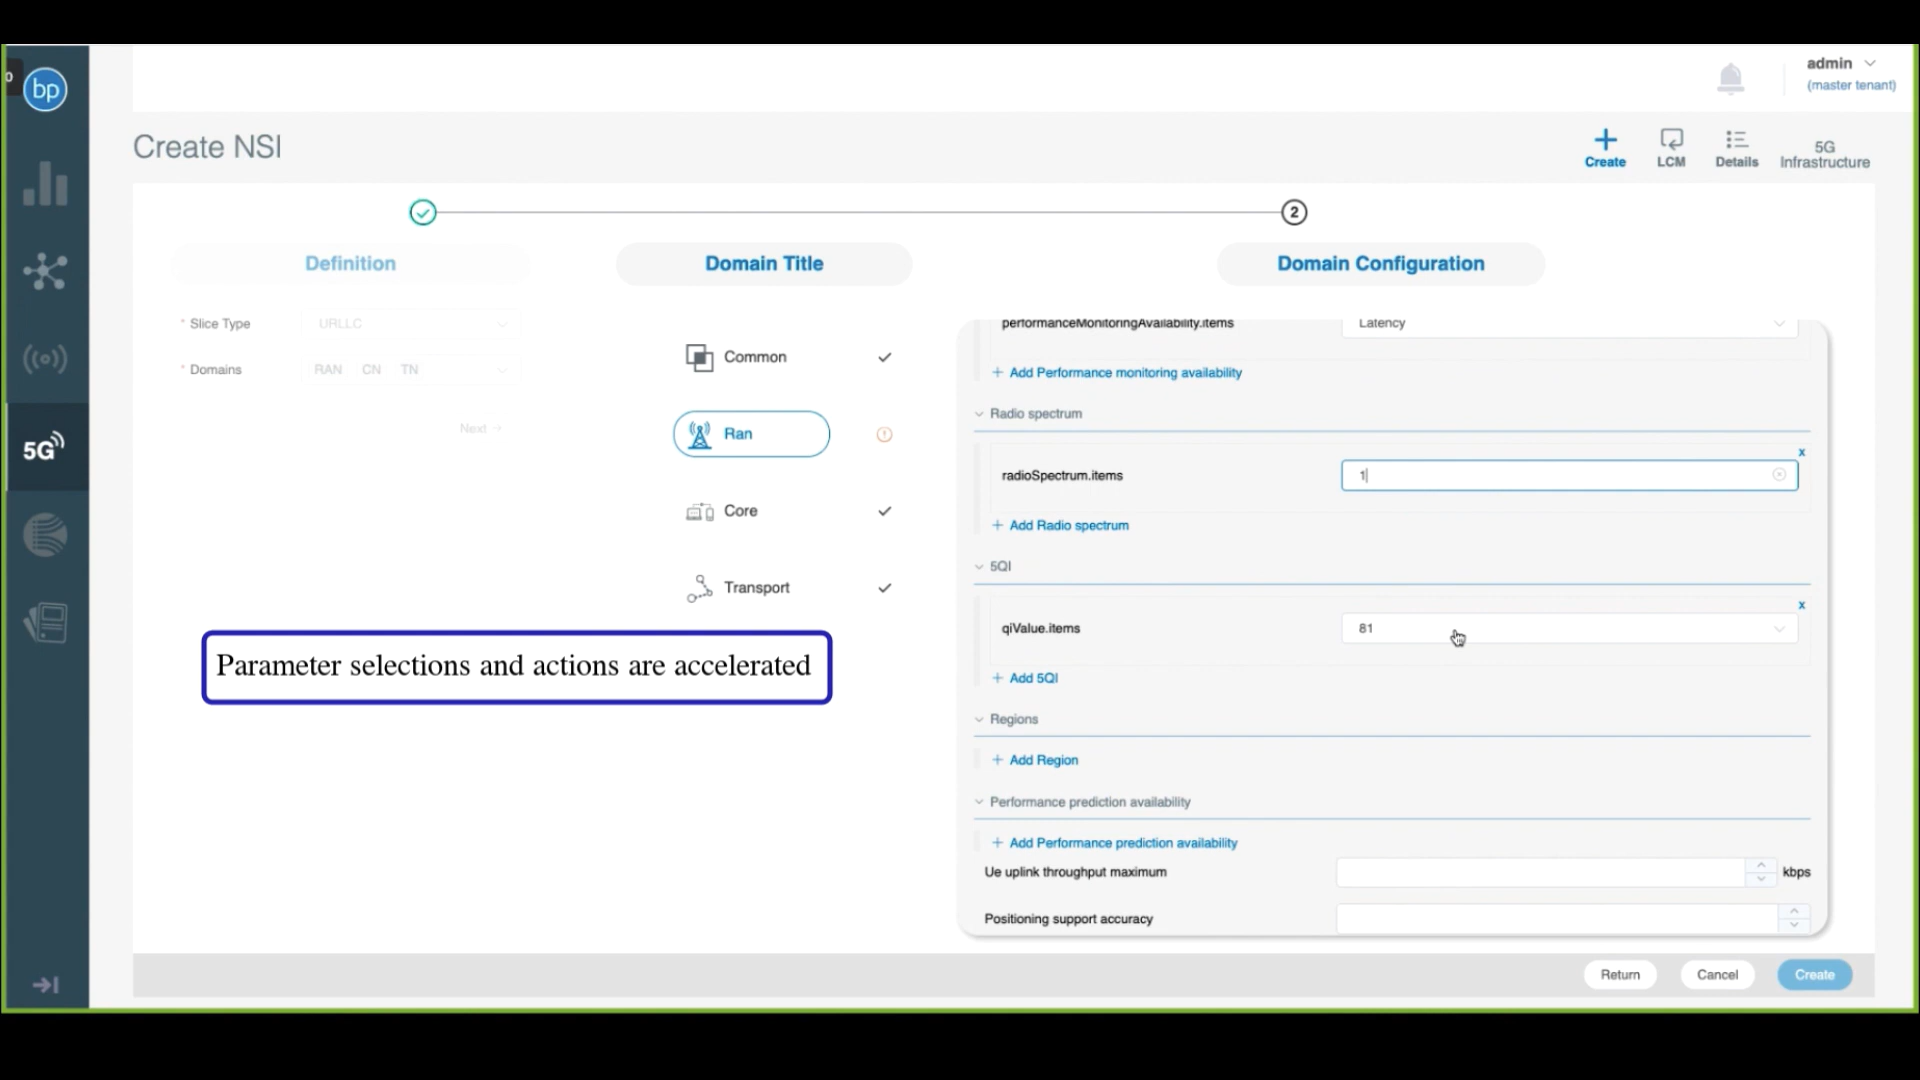 0
bp
admin
(master tenant)
Create NSI
Create
LCM
Details
5G
Infrastructure
2
Definition
Domain Title
Domain Configuration
* Slice Type
URLLC
* Domains
RAN CN TN
Next →
Common
Ran
Core
Transport
5G
Parameter selections and actions are accelerated
performanceMonitoringAvailability.items
Latency
+ Add Performance monitoring availability
Radio spectrum
x
radioSpectrum.items
1
+ Add Radio spectrum
5QI
x
qiValue.items
81
+ Add 5QI
Regions
+ Add Region
Performance prediction availability
+ Add Performance prediction availability
Ue uplink throughput maximum
kbps
Positioning support accuracy
Return
Cancel
Create